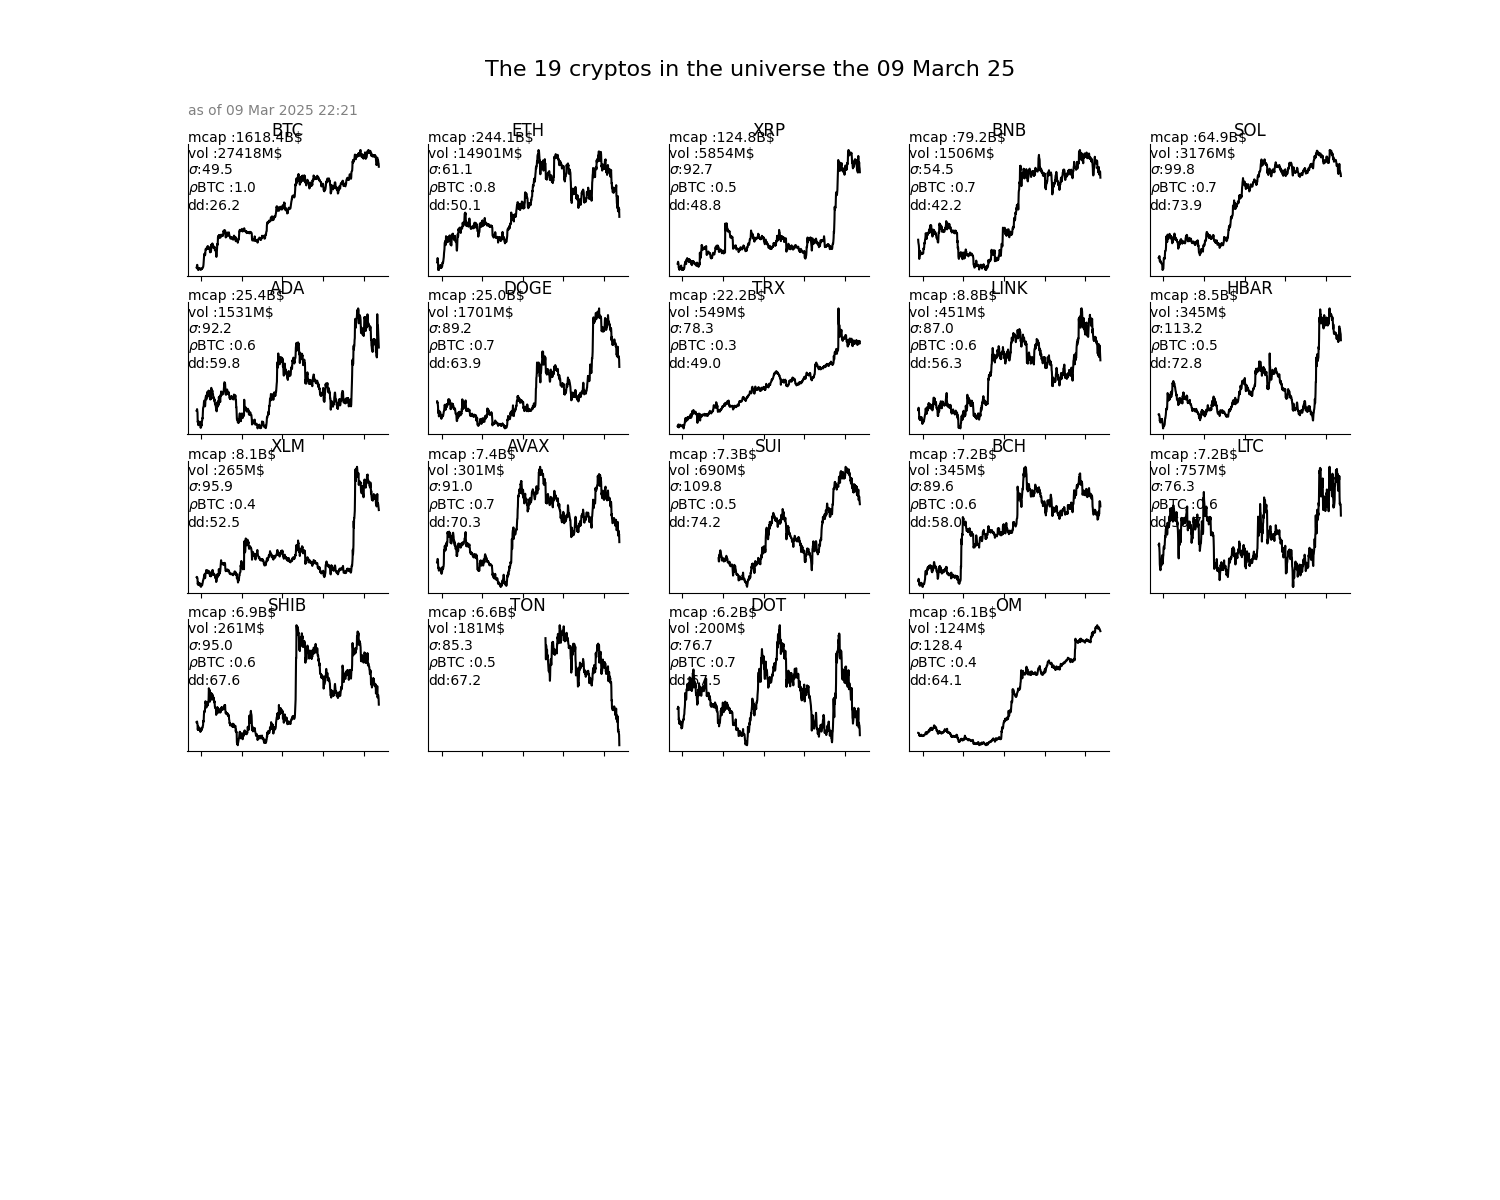 The 19 cryptos in the universe the 09 March 25
as of 09 Mar 2025 22:21
BTC
mcap :1618.4B$
vol :27418M$
σ:49.5
ρBTC :1.0
dd:26.2
ETH
mcap :244.1B$
vol :14901M$
σ:61.1
ρBTC :0.8
dd:50.1
XRP
mcap :124.8B$
vol :5854M$
σ:92.7
ρBTC :0.5
dd:48.8
BNB
mcap :79.2B$
vol :1506M$
σ:54.5
ρBTC :0.7
dd:42.2
SOL
mcap :64.9B$
vol :3176M$
σ:99.8
ρBTC :0.7
dd:73.9
ADA
mcap :25.4B$
vol :1531M$
σ:92.2
ρBTC :0.6
dd:59.8
DOGE
mcap :25.0B$
vol :1701M$
σ:89.2
ρBTC :0.7
dd:63.9
TRX
mcap :22.2B$
vol :549M$
σ:78.3
ρBTC :0.3
dd:49.0
LINK
mcap :8.8B$
vol :451M$
σ:87.0
ρBTC :0.6
dd:56.3
HBAR
mcap :8.5B$
vol :345M$
σ:113.2
ρBTC :0.5
dd:72.8
XLM
mcap :8.1B$
vol :265M$
σ:95.9
ρBTC :0.4
dd:52.5
AVAX
mcap :7.4B$
vol :301M$
σ:91.0
ρBTC :0.7
dd:70.3
SUI
mcap :7.3B$
vol :690M$
σ:109.8
ρBTC :0.5
dd:74.2
BCH
mcap :7.2B$
vol :345M$
σ:89.6
ρBTC :0.6
dd:58.0
LTC
mcap :7.2B$
vol :757M$
σ:76.3
ρBTC :0.6
SHIB
mcap :6.9B$
vol :261M$
σ:95.0
ρBTC :0.6
dd:67.6
TON
mcap :6.6B$
vol :181M$
σ:85.3
ρBTC :0.5
dd:67.2
DOT
mcap :6.2B$
vol :200M$
σ:76.7
ρBTC :0.7
dd:57.5
OM
mcap :6.1B$
vol :124M$
σ:128.4
ρBTC :0.4
dd:64.1